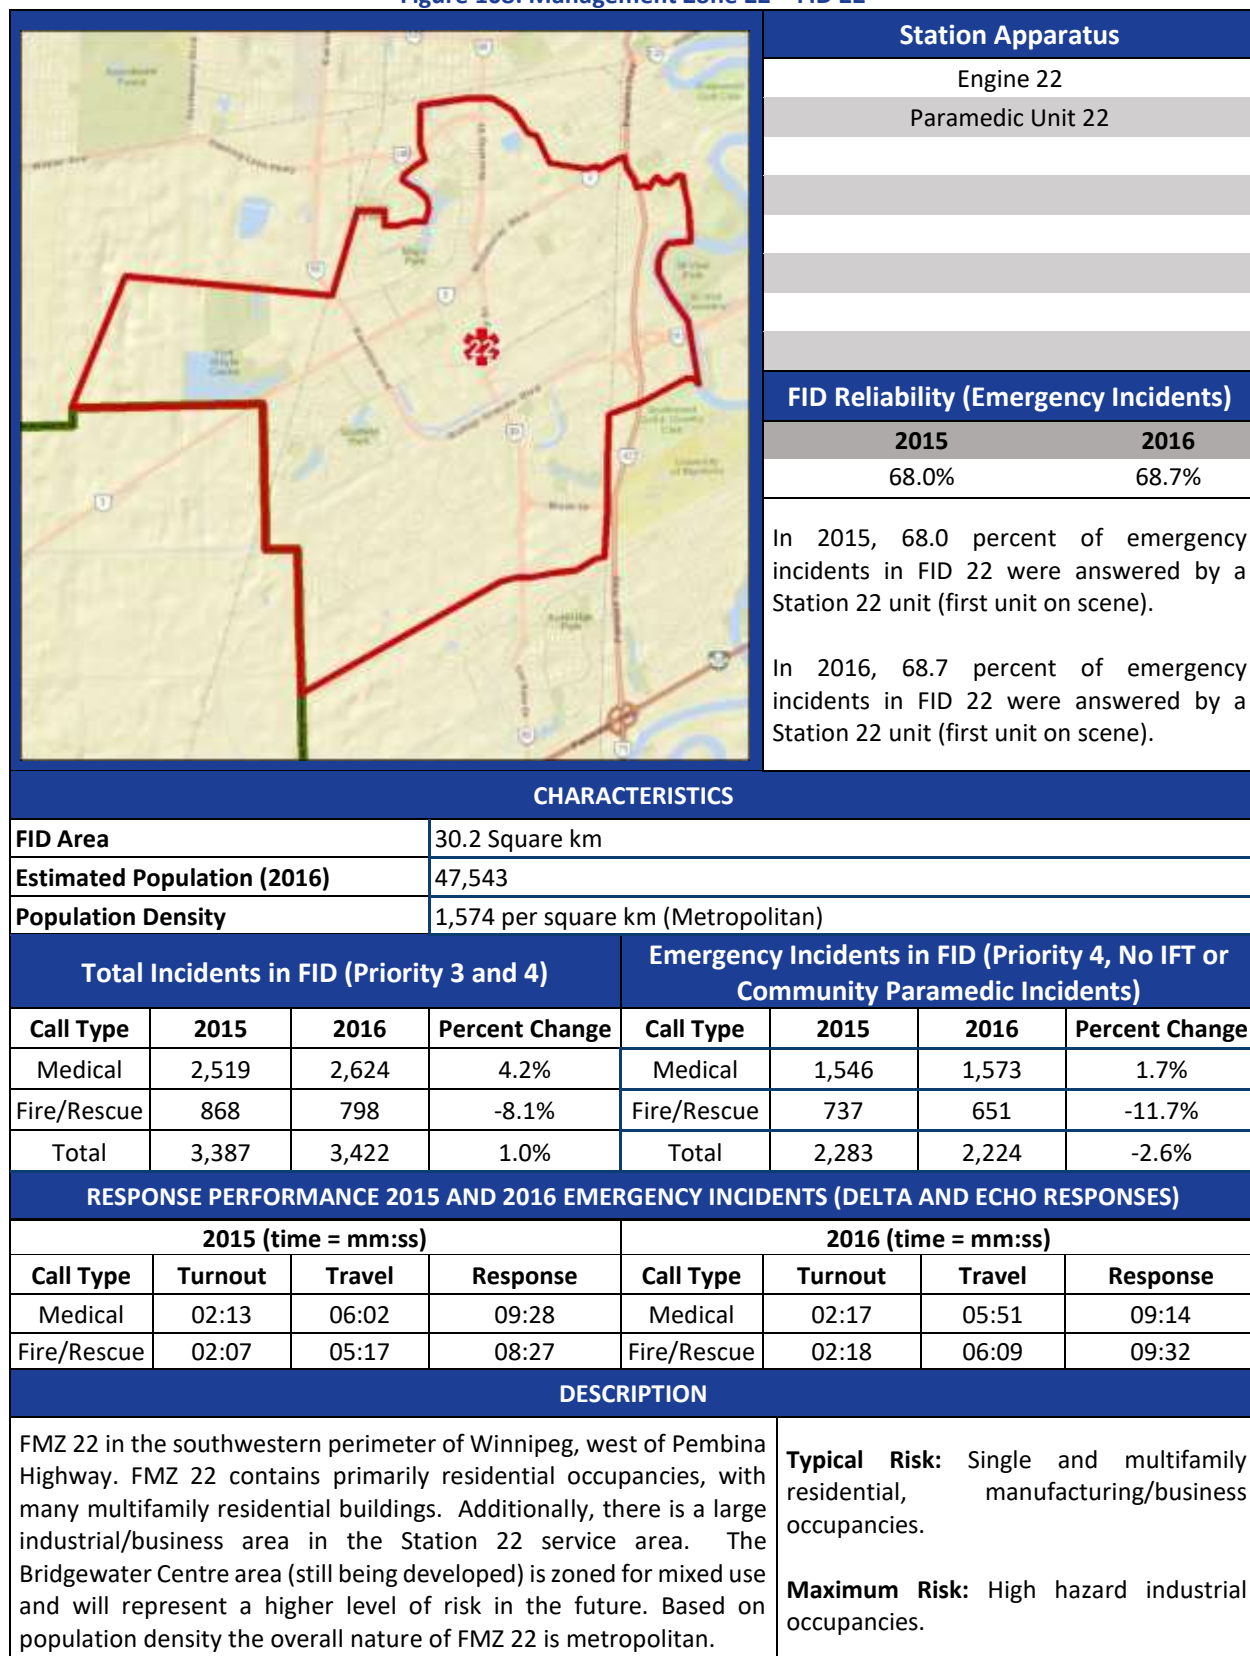 Figure 108: Management Zone 22 – FID 22
Station Apparatus
Engine 22
Paramedic Unit 22
22
FID Reliability (Emergency Incidents)
2015 2016
68.0% 68.7%
In 2015, 68.0 percent of emergency
incidents in FID 22 were answered by a
Station 22 unit (first unit on scene).
In 2016, 68.7 percent of emergency
incidents in FID 22 were answered by a
Station 22 unit (first unit on scene).
CHARACTERISTICS
FID Area 30.2 Square km
Estimated Population (2016) 47,543
Population Density 1,574 per square km (Metropolitan)
Total Incidents in FID (Priority 3 and 4)
Emergency Incidents in FID (Priority 4, No IFT or
Community Paramedic Incidents)
Call Type 2015 2016 Percent Change Call Type 2015 2016 Percent Change
Medical 2,519 2,624 4.2% Medical 1,546 1,573 1.7%
Fire/Rescue 868 798 -8.1% Fire/Rescue 737 651 -11.7%
Total 3,387 3,422 1.0% Total 2,283 2,224 -2.6%
RESPONSE PERFORMANCE 2015 AND 2016 EMERGENCY INCIDENTS (DELTA AND ECHO RESPONSES)
2015 (time = mm:ss) 2016 (time = mm:ss)
Call Type Turnout Travel Response Call Type Turnout Travel Response
Medical 02:13 06:02 09:28 Medical 02:17 05:51 09:14
Fire/Rescue 02:07 05:17 08:27 Fire/Rescue 02:18 06:09 09:32
DESCRIPTION
FMZ 22 in the southwestern perimeter of Winnipeg, west of Pembina
Highway. FMZ 22 contains primarily residential occupancies, with
many multifamily residential buildings. Additionally, there is a large
industrial/business area in the Station 22 service area. The
Bridgewater Centre area (still being developed) is zoned for mixed use
and will represent a higher level of risk in the future. Based on
population density the overall nature of FMZ 22 is metropolitan.
Typical Risk: Single and multifamily
residential, manufacturing/business
occupancies.
Maximum Risk: High hazard industrial
occupancies.